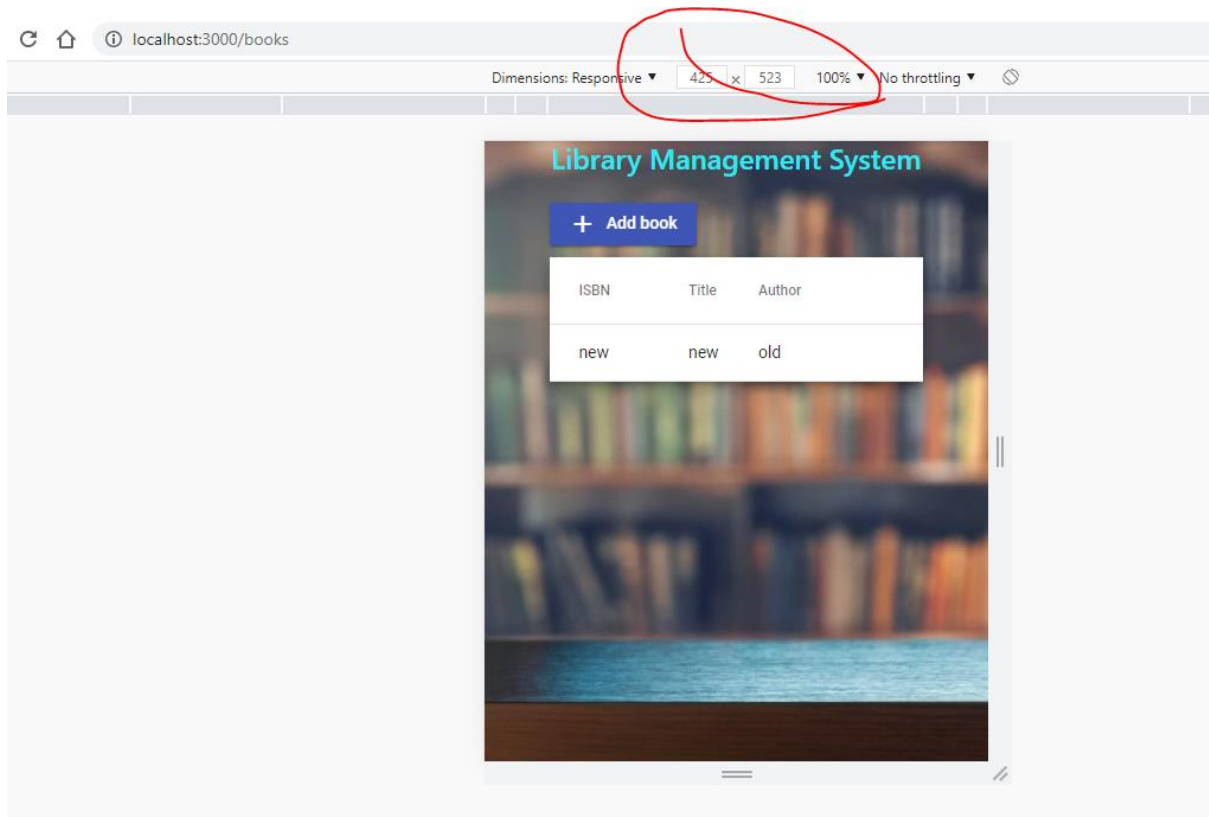 localhost:3000/books
Dimensions: Responsive 425 x 523 100% No throttling
Library Management System
+ Add book
ISBN Title Author
new new old